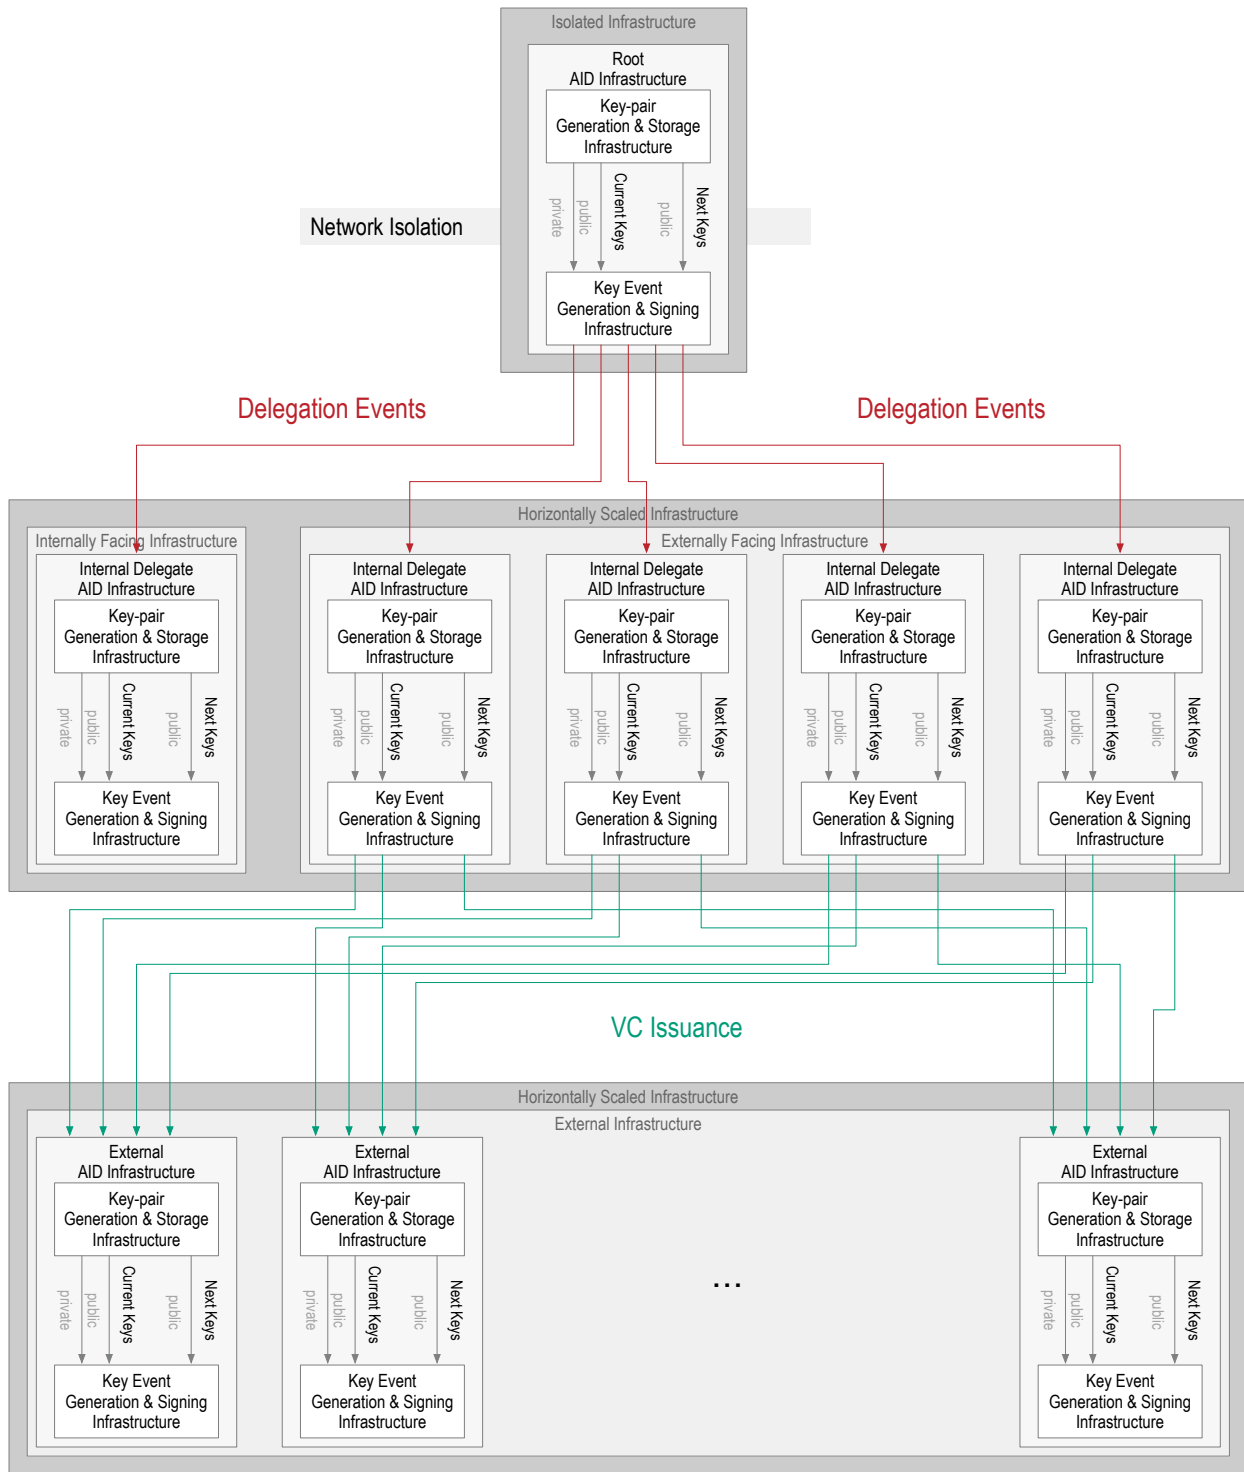 Isolated Infrastructure
Root
AID Infrastructure
Key-pair
Generation & Storage
Infrastructure
private
public
Current Keys
public
Next Keys
Network Isolation
Key Event
Generation & Signing
Infrastructure
Delegation Events
Delegation Events
Horizontally Scaled Infrastructure
Internally Facing Infrastructure
Externally Facing Infrastructure
Internal Delegate
AID Infrastructure
Key-pair
Generation & Storage
Infrastructure
private
public
Current Keys
public
Next Keys
Key Event
Generation & Signing
Infrastructure
Internal Delegate
AID Infrastructure
Key-pair
Generation & Storage
Infrastructure
private
public
Current Keys
public
Next Keys
Key Event
Generation & Signing
Infrastructure
Internal Delegate
AID Infrastructure
Key-pair
Generation & Storage
Infrastructure
private
public
Current Keys
public
Next Keys
Key Event
Generation & Signing
Infrastructure
Internal Delegate
AID Infrastructure
Key-pair
Generation & Storage
Infrastructure
private
public
Current Keys
public
Next Keys
Key Event
Generation & Signing
Infrastructure
Internal Delegate
AID Infrastructure
Key-pair
Generation & Storage
Infrastructure
private
public
Current Keys
public
Next Keys
Key Event
Generation & Signing
Infrastructure
VC Issuance
Horizontally Scaled Infrastructure
External Infrastructure
External
AID Infrastructure
Key-pair
Generation & Storage
Infrastructure
private
public
Current Keys
public
Next Keys
Key Event
Generation & Signing
Infrastructure
External
AID Infrastructure
Key-pair
Generation & Storage
Infrastructure
private
public
Current Keys
public
Next Keys
Key Event
Generation & Signing
Infrastructure
...
External
AID Infrastructure
Key-pair
Generation & Storage
Infrastructure
private
public
Current Keys
public
Next Keys
Key Event
Generation & Signing
Infrastructure